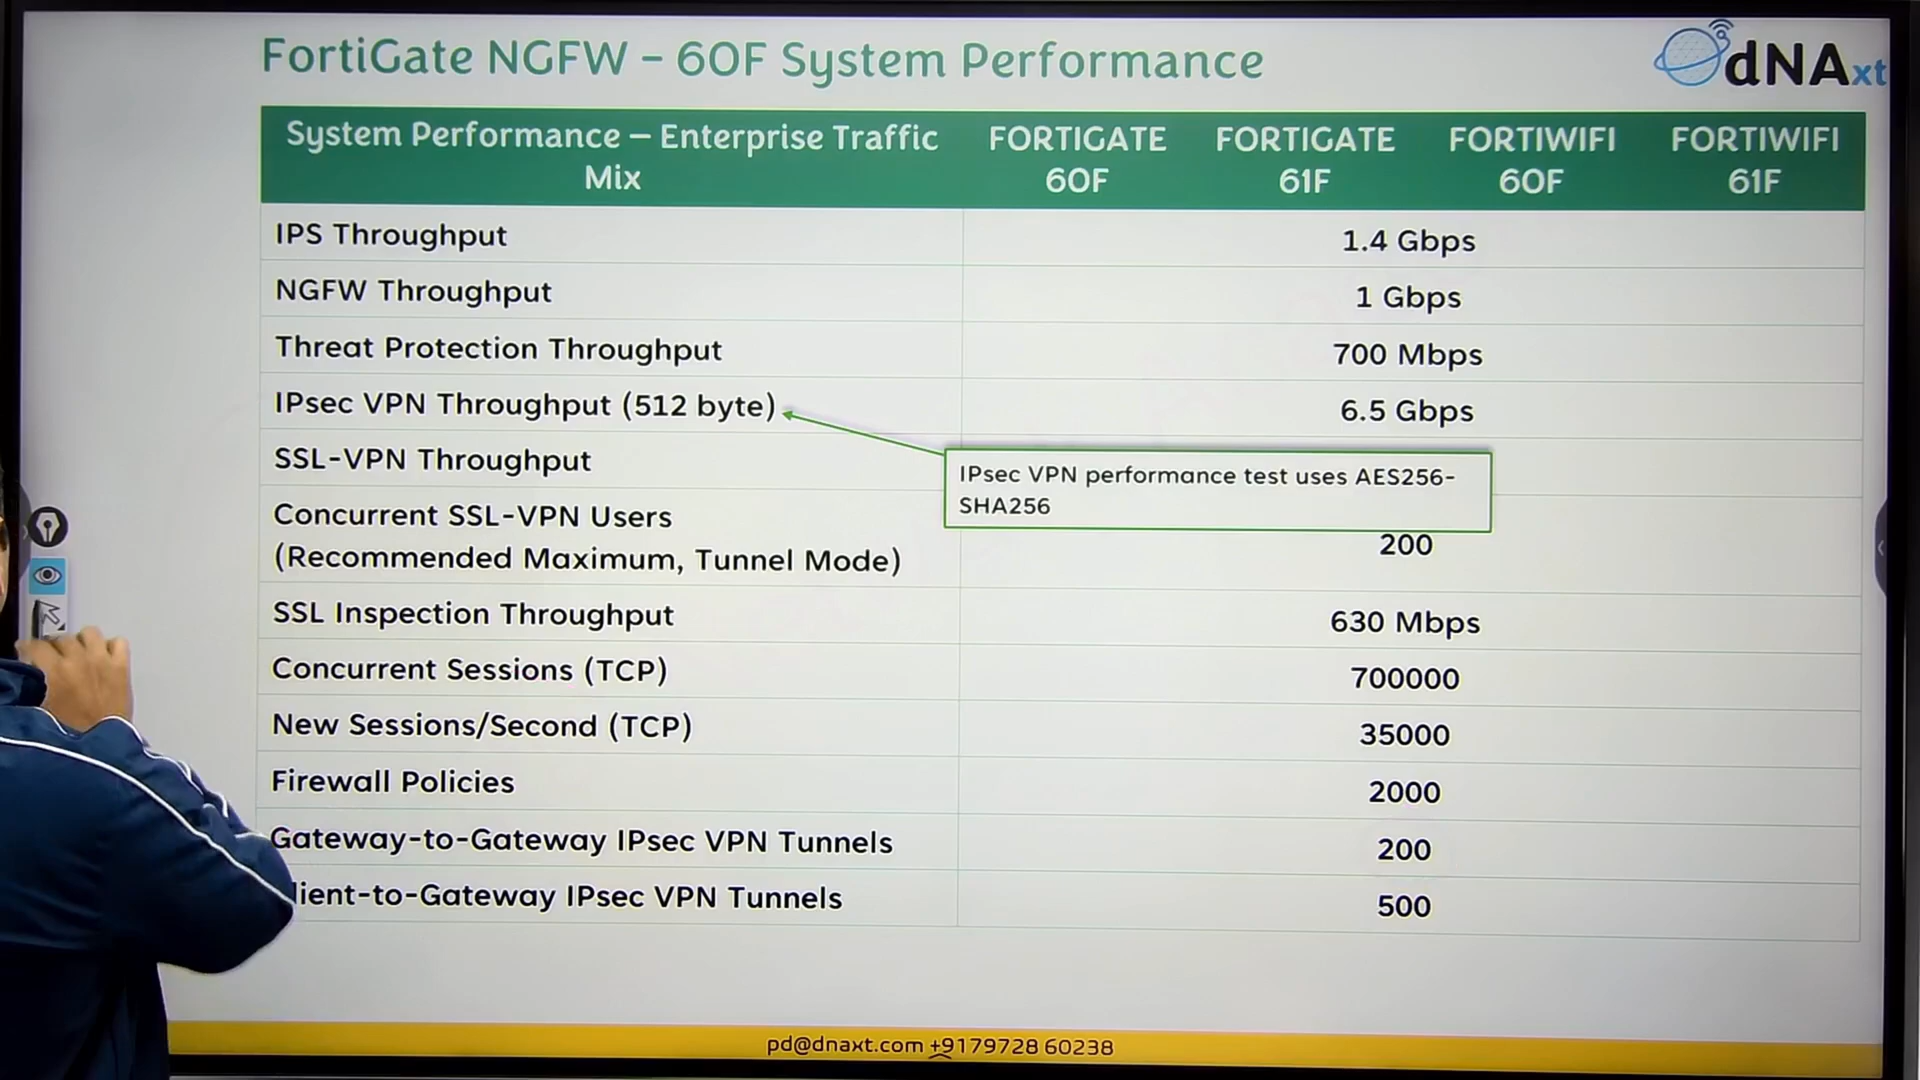 FortiGate NGFW – 60F System Performance
dNAxt
System Performance – Enterprise Traffic
Mix
FORTIGATE
60F
FORTIGATE
61F
FORTIWIFI
60F
FORTIWIFI
61F
IPS Throughput
1.4 Gbps
NGFW Throughput
1 Gbps
Threat Protection Throughput
700 Mbps
IPsec VPN Throughput (512 byte)
6.5 Gbps
SSL-VPN Throughput
IPsec VPN performance test uses AES256-
SHA256
Concurrent SSL-VPN Users
(Recommended Maximum, Tunnel Mode)
200
SSL Inspection Throughput
630 Mbps
Concurrent Sessions (TCP)
700000
New Sessions/Second (TCP)
35000
Firewall Policies
2000
Gateway-to-Gateway IPsec VPN Tunnels
200
lient-to-Gateway IPsec VPN Tunnels
500
pd@dnaxt.com +9179728 60238